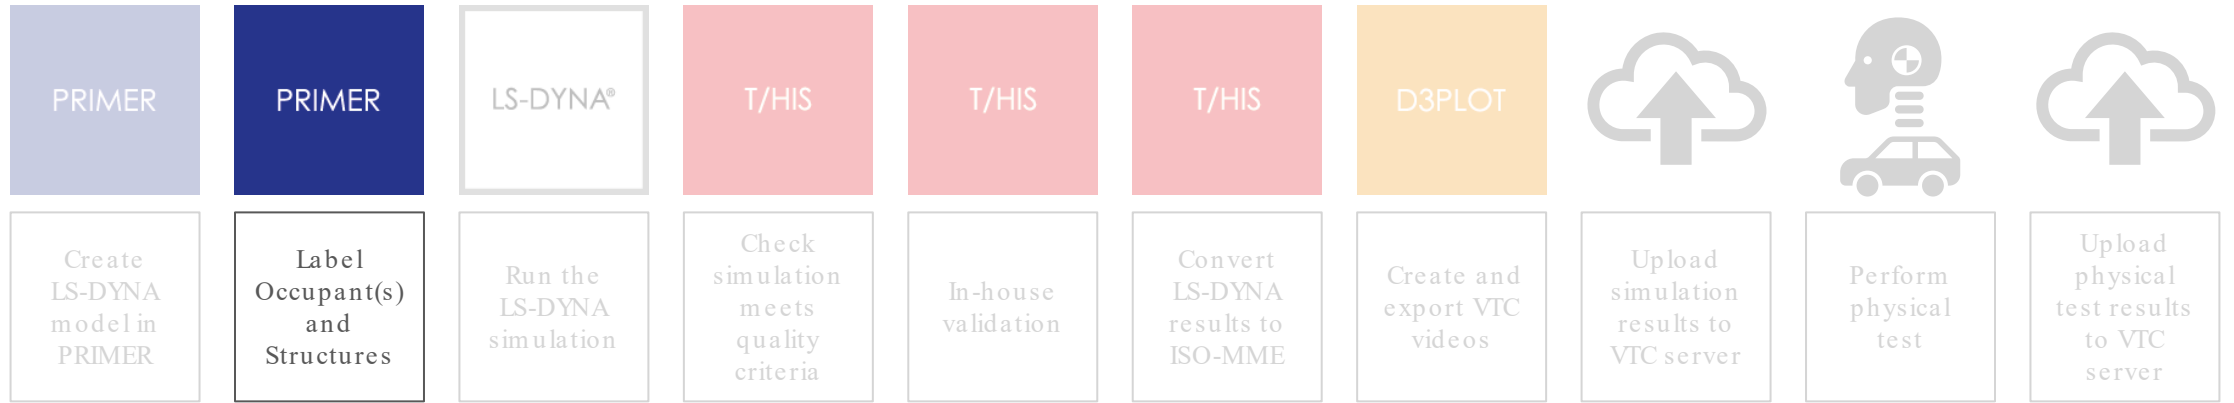 PRIMER
PRIMER
LS-DYNA®
T/HIS
T/HIS
T/HIS
D3PLOT
Create
LS-DYNA
model in
PRIMER
Label
Occupant(s)
and
Structures
Run the
LS-DYNA
simulation
Check
simulation
meets
quality
criteria
In-house
validation
Convert
LS-DYNA
results to
ISO-MME
Create and
export VTC
videos
Upload
simulation
results to
VTC server
Perform
physical
test
Upload
physical
test results
to VTC
server